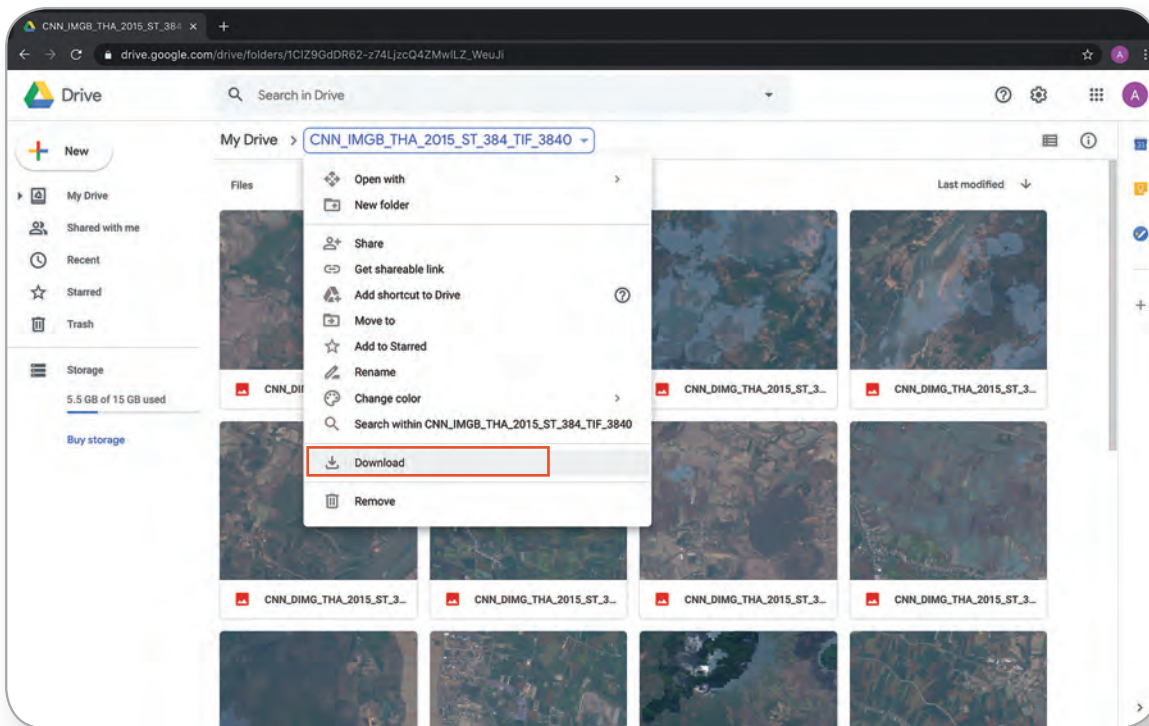 CNN_IMGB_THA_2015_ST_384
drive.google.com/drive/folders/1CIZ9GdDR62-z74LjzcQ4ZMwlLZ_WeuJi
A
Drive
Search in Drive
A
New
My Drive > CNN_IMGB_THA_2015_ST_384_TIF_3840
31
My Drive
Shared with me
Recent
Starred
Trash
Storage
5.5 GB of 15 GB used
Buy storage
Files
Last modified
Open with
New folder
Share
Get shareable link
Add shortcut to Drive
Move to
Add to Starred
Rename
Change color
Search within CNN_IMGB_THA_2015_ST_384_TIF_3840
Download
Remove
CNN_DI
CNN_DIMG_THA_2015_ST_3...
CNN_DIMG_THA_2015_ST_3...
CNN_DIMG_THA_2015_ST_3...
CNN_DIMG_THA_2015_ST_3...
CNN_DIMG_THA_2015_ST_3...
CNN_DIMG_THA_2015_ST_3...